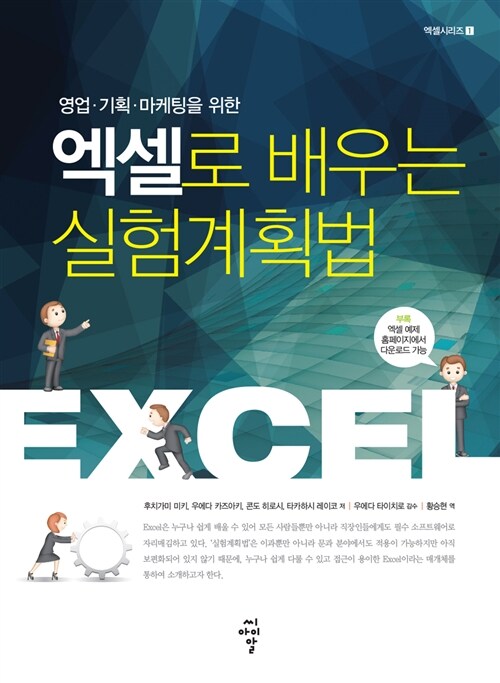 엑셀시리즈 1
영업·기획·마케팅을 위한
엑셀로 배우는
실험계획법
부록
엑셀 예제
홈페이지에서
다운로드 가능
EXCEL
후치가미 미키, 우에다 카즈아키, 콘도 히로시, 타카하시 레이코 저 | 우에다 타이치로 감수 | 황승현 역
Excel은 누구나 쉽게 배울 수 있어 모든 사람들뿐만 아니라 직장인들에게도 필수 소프트웨어로
자리매김하고 있다. '실험계획법'은 이과뿐만 아니라 문과 분야에서도 적용이 가능하지만 아직
보편화되어 있지 않기 때문에, 누구나 쉽게 다룰 수 있고 접근이 용이한 Excel이라는 매개체를
통하여 소개하고자 한다.
씨
아이
알